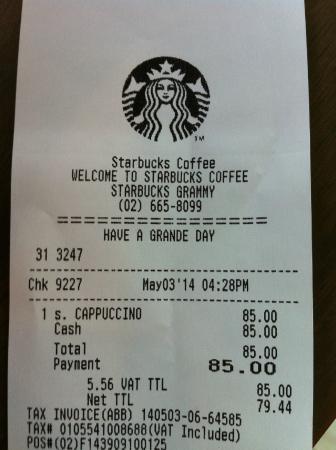 TM
Starbucks Coffee
WELCOME TO STARBUCKS COFFEE
STARBUCKS GRAMMY
(02) 665-8099
====================
HAVE A GRANDE DAY
31 3247
----------------------------------------
Chk 9227 May03'14 04:28PM
----------------------------------------
1 s. CAPPUCCINO 85.00
Cash 85.00
Total 85.00
Payment 85.00
5.56 VAT TTL 85.00
Net TTL 79.44
TAX INVOICE(ABB) 140503-06-64585
TAX# 0105541008688(VAT Included)
POS#(02)F143909100125